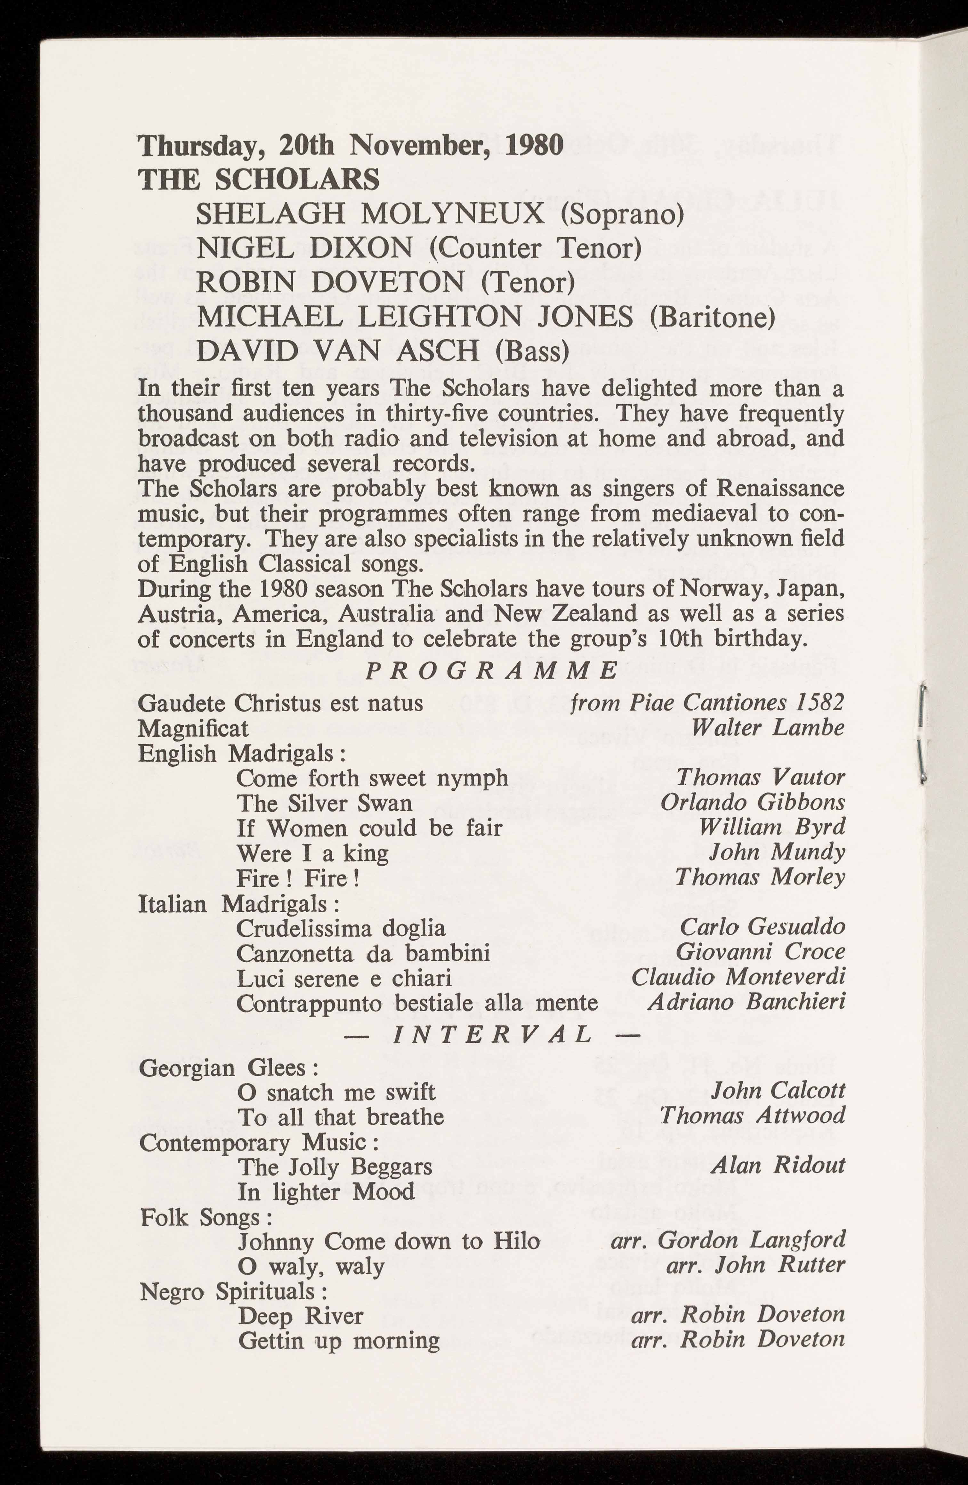 Thursday, 20th November, 1980
THE SCHOLARS
SHELAGH MOLYNEUX (Soprano)
NIGEL DIXON (Counter Tenor)
ROBIN DOVETON (Tenor)
MICHAEL LEIGHTON JONES (Baritone)
DAVID VAN ASCH (Bass)
In their first ten years The Scholars have delighted more than a
thousand audiences in thirty-five countries. They have frequently
broadcast on both radio and television at home and abroad, and
have produced several records.
The Scholars are probably best known as singers of Renaissance
music, but their programmes often range from mediaeval to con-
temporary. They are also specialists in the relatively unknown field
of English Classical songs.
During the 1980 season The Scholars have tours of Norway, Japan,
Austria, America, Australia and New Zealand as well as a series
of concerts in England to celebrate the group's 10th birthday.
PROGRAMME
Gaudete Christus est natus from Piae Cantiones 1582
Magnificat Walter Lambe
English Madrigals :
Come forth sweet nymph Thomas Vautor
The Silver Swan Orlando Gibbons
If Women could be fair William Byrd
Were I a king John Mundy
Fire ! Fire ! Thomas Morley
Italian Madrigals :
Crudelissima doglia Carlo Gesualdo
Canzonetta da bambini Giovanni Croce
Luci serene e chiari Claudio Monteverdi
Contrappunto bestiale alla mente Adriano Banchieri
— INTERVAL —
Georgian Glees :
O snatch me swift John Calcott
To all that breathe Thomas Attwood
Contemporary Music :
The Jolly Beggars Alan Ridout
In lighter Mood
Folk Songs :
Johnny Come down to Hilo arr. Gordon Langford
O waly, waly arr. John Rutter
Negro Spirituals :
Deep River arr. Robin Doveton
Gettin up morning arr. Robin Doveton